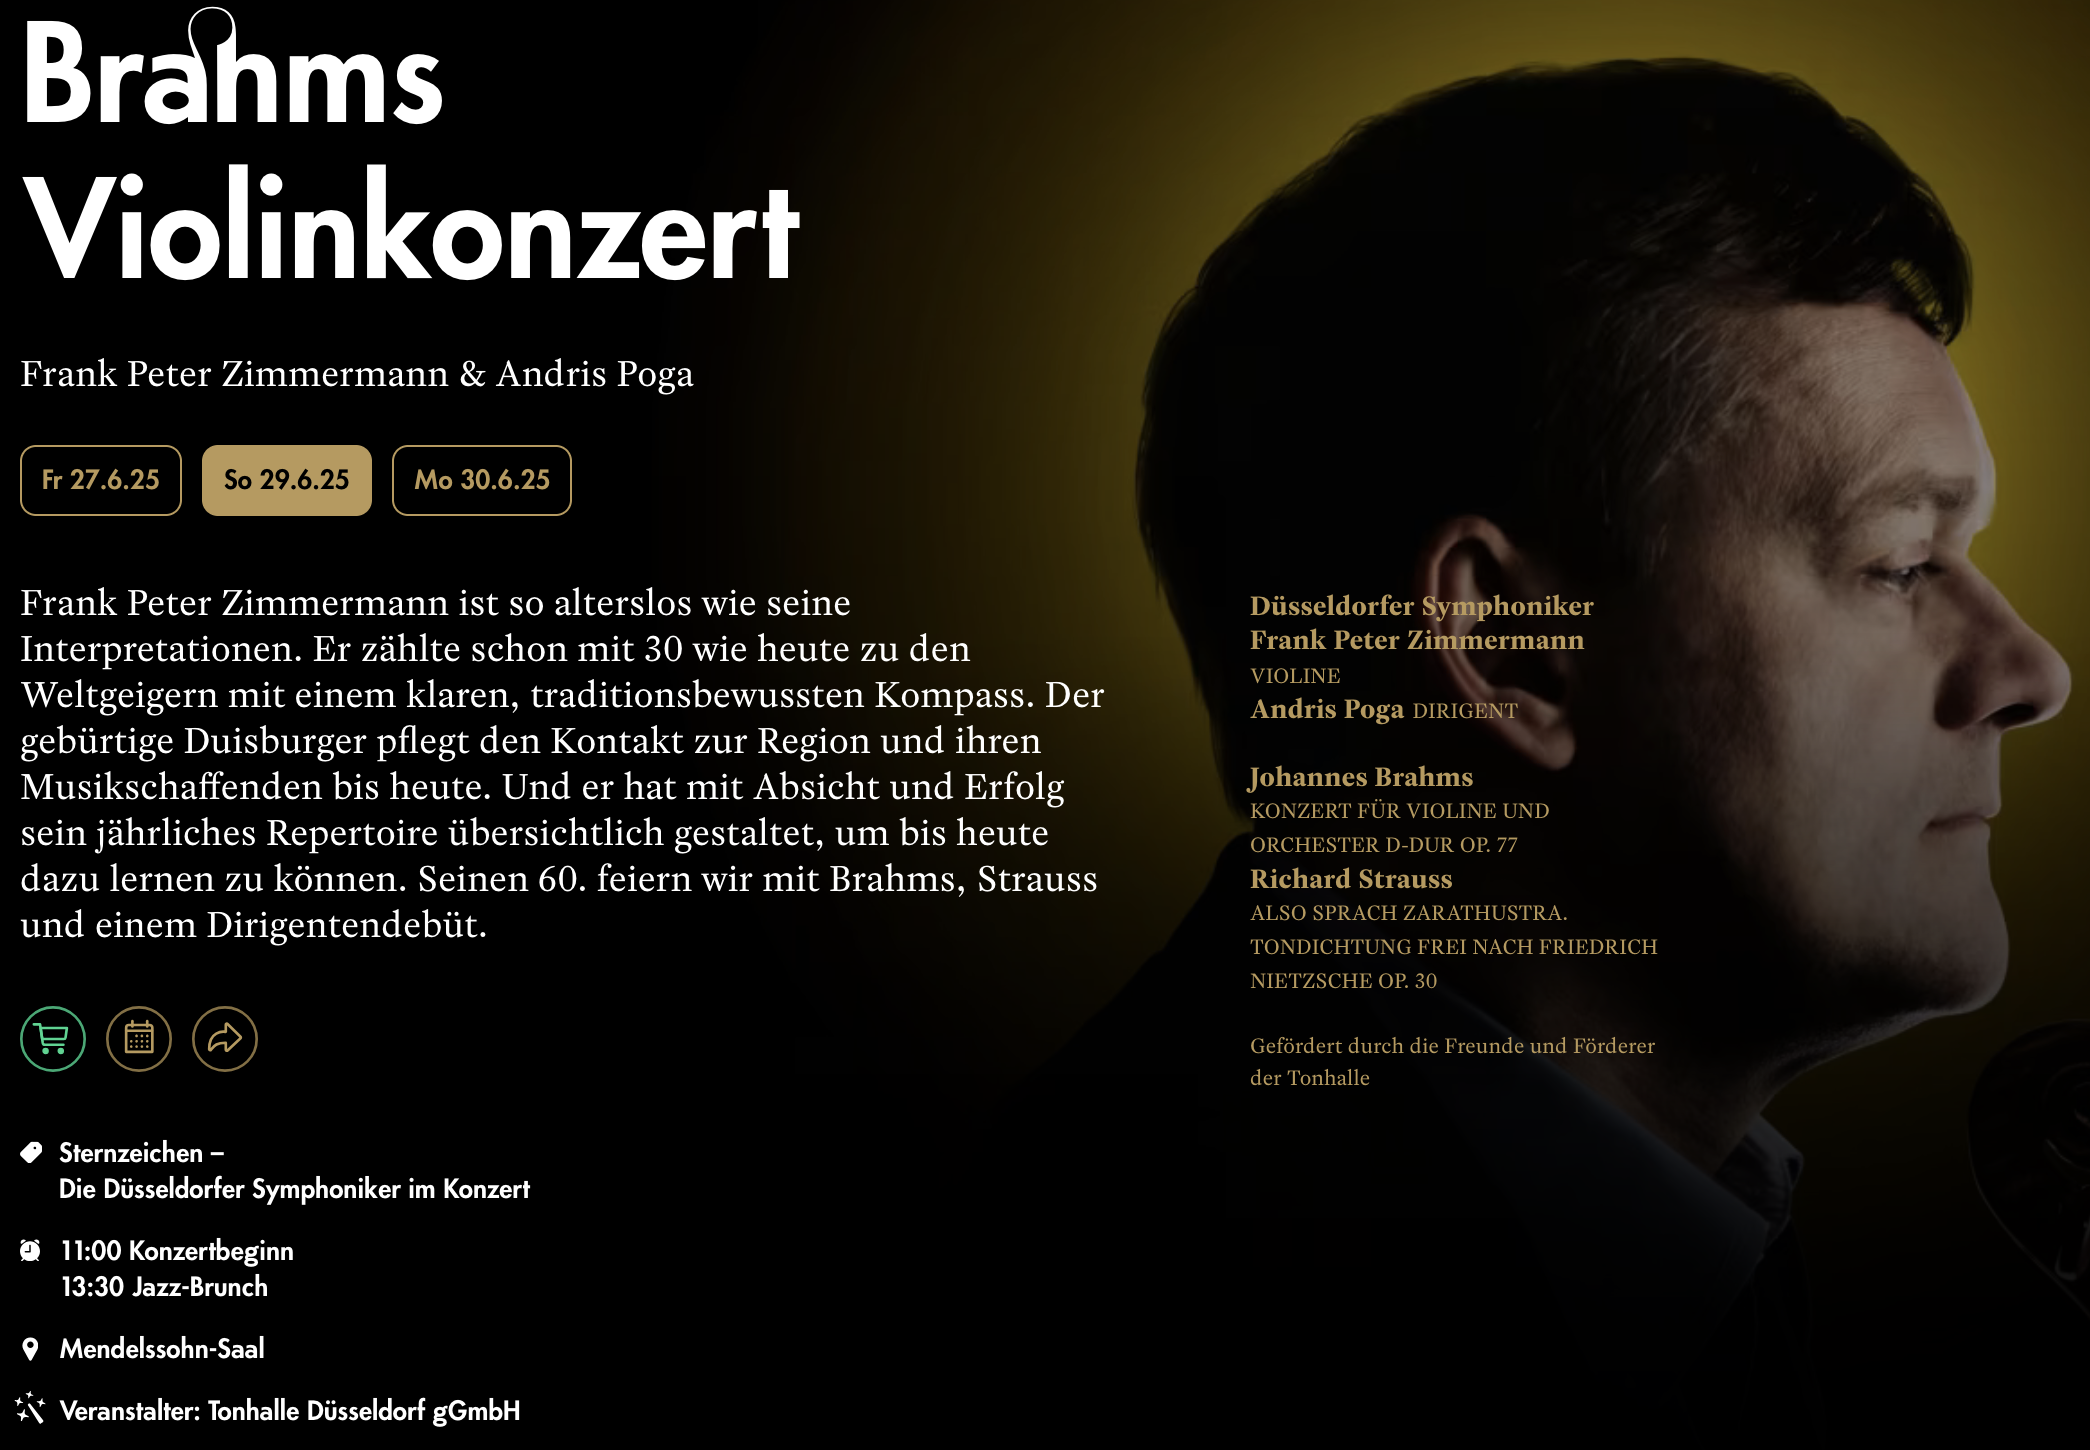 Brahms
Violinkonzert
Frank Peter Zimmermann & Andris Poga
Fr 27.6.25
So 29.6.25
Mo 30.6.25
Frank Peter Zimmermann ist so alterslos wie seine
Interpretationen. Er zählte schon mit 30 wie heute zu den
Weltgeigern mit einem klaren, traditionsbewussten Kompass. Der
gebürtige Duisburger pflegt den Kontakt zur Region und ihren
Musikschaffenden bis heute. Und er hat mit Absicht und Erfolg
sein jährliches Repertoire übersichtlich gestaltet, um bis heute
dazu lernen zu können. Seinen 60. feiern wir mit Brahms, Strauss
und einem Dirigentendebüt.
Düsseldorfer Symphoniker
Frank Peter Zimmermann
VIOLINE
Andris Poga DIRIGENT
Johannes Brahms
KONZERT FÜR VIOLINE UND
ORCHESTER D-DUR OP. 77
Richard Strauss
ALSO SPRACH ZARATHUSTRA.
TONDICHTUNG FREI NACH FRIEDRICH
NIETZSCHE OP. 30
Gefördert durch die Freunde und Förderer
der Tonhalle
Sternzeichen –
Die Düsseldorfer Symphoniker im Konzert
11:00 Konzertbeginn
13:30 Jazz-Brunch
Mendelssohn-Saal
Veranstalter: Tonhalle Düsseldorf gGmbH